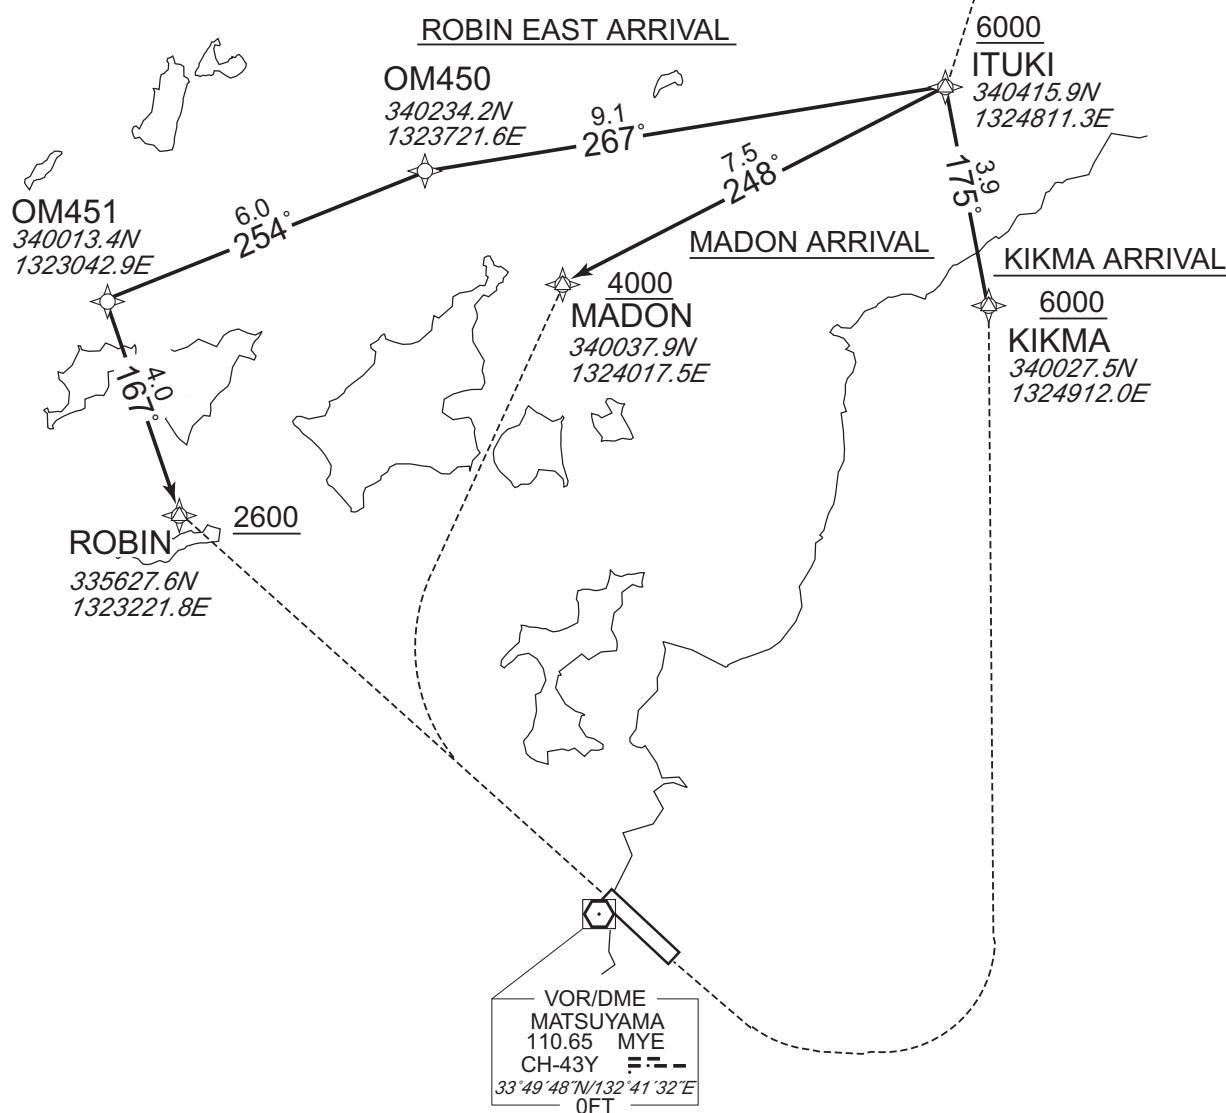 ROBIN EAST ARRIVAL
6000
ITUKI
340415.9N
1324811.3E
OM450
340234.2N
1323721.6E
9.1
267°
7.5
248°
3.9
175°
OM451
340013.4N
1323042.9E
6.0
254°
MADON ARRIVAL
KIKMA ARRIVAL
4000
MADON
340037.9N
1324017.5E
6000
KIKMA
340027.5N
1324912.0E
4.0
167°
2600
ROBIN
335627.6N
1323221.8E
VOR/DME
MATSUYAMA
110.65 MYE
CH-43Y
33°49′48″N/132°41′32″E
0FT